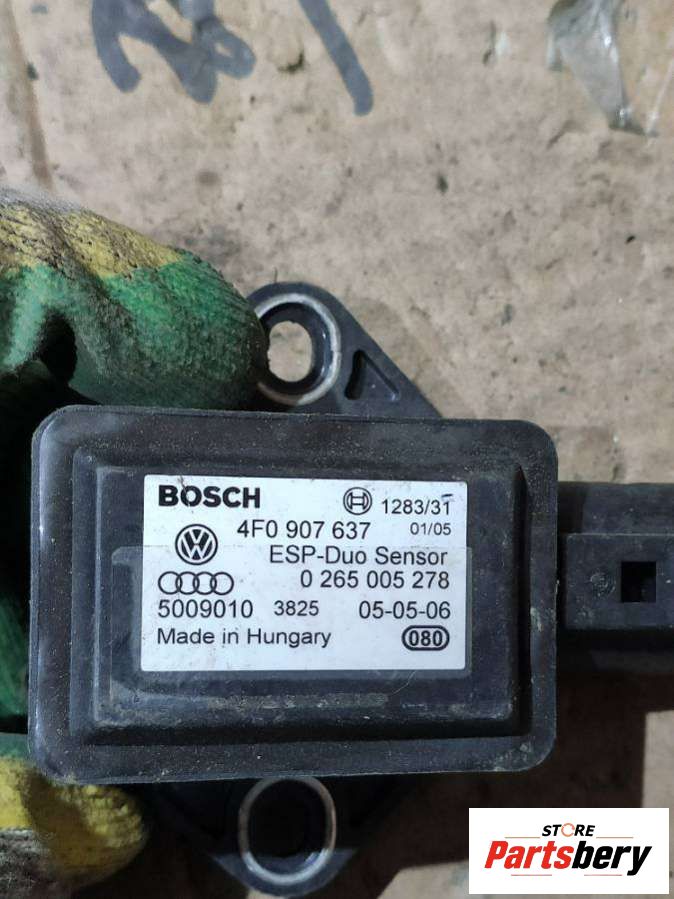 BOSCH 1283/31
4F0 907 637 01/05
ESP-Duo Sensor
0 265 005 278
5009010 3825 05-05-06
Made in Hungary 080
STORE
Partsbery